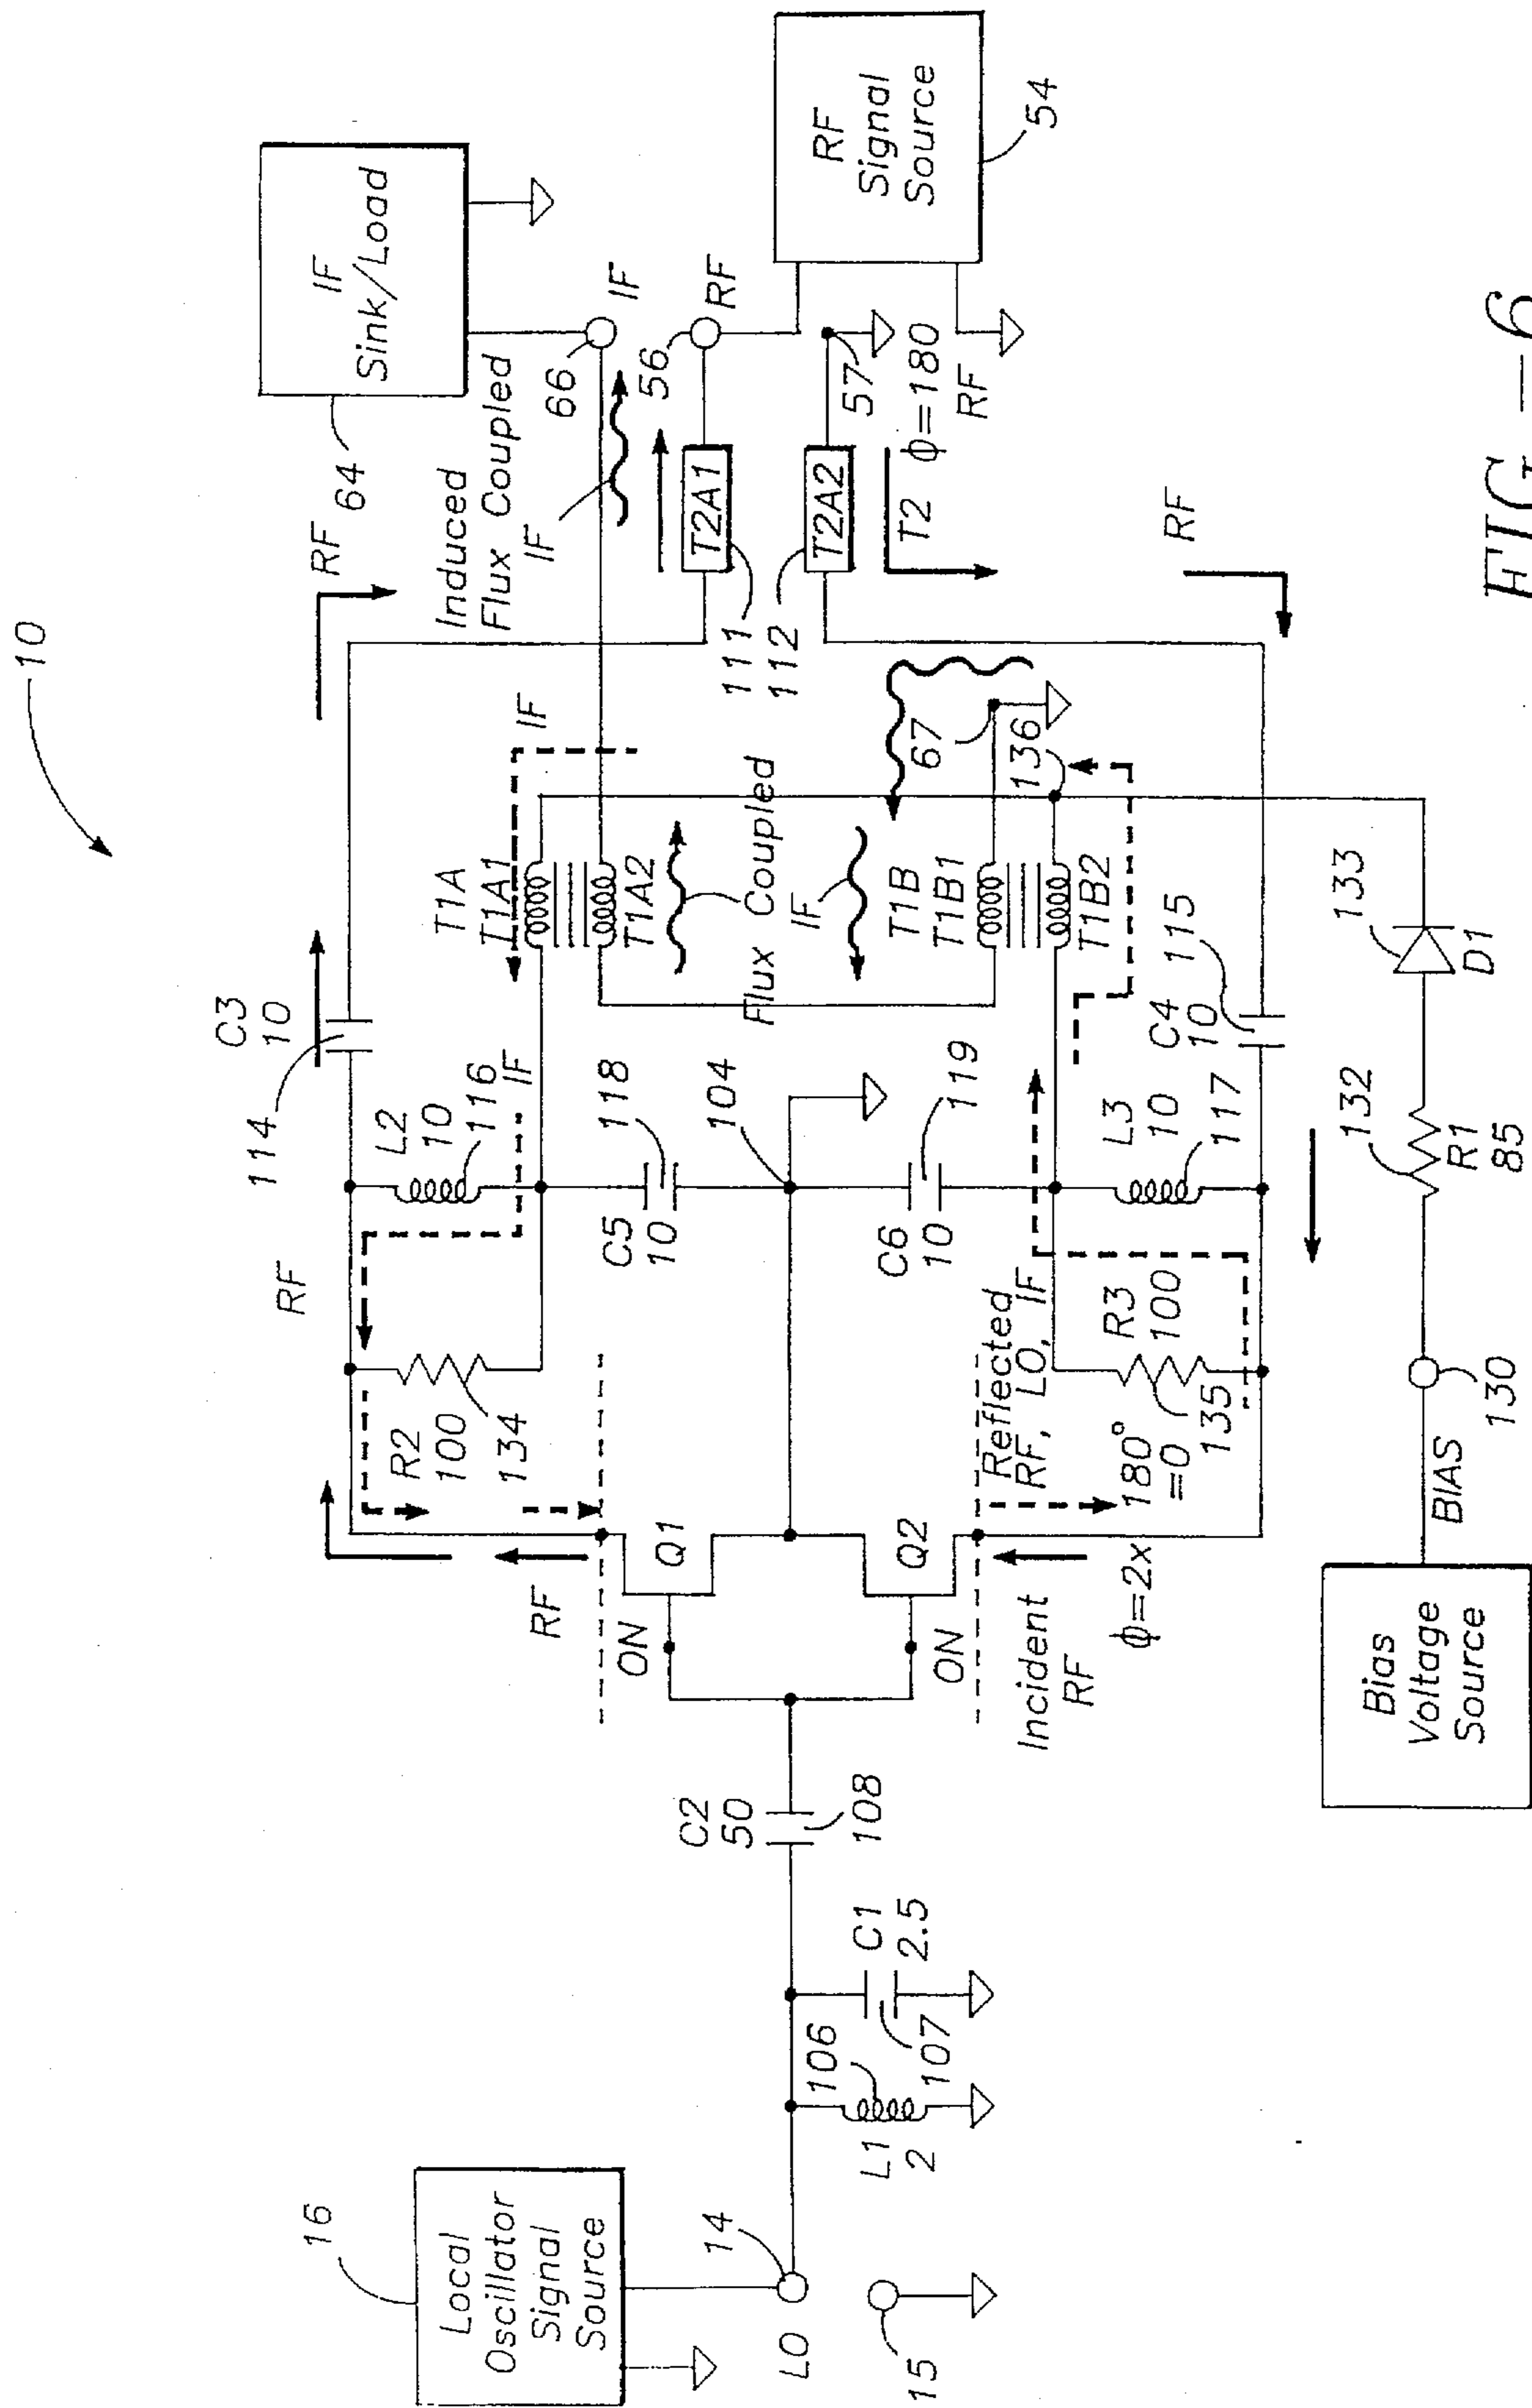 10
16
Local
Oscillator
Signal
Source
14
LO
15
L1
2
106
107
C1
2.5
C2
50
108
RF
ON
Q1
Q2
ON
Incident
RF
ϕ=2x
180°
=0
Reflected
RF, LO, IF
R2
100
134
R3
100
135
RF
L2
10
116
IF
C5
10
118
104
C6
10
119
L3
10
117
114
C3
10
C4
10
115
T1A
T1A1
IF
T1A2
Flux Coupled
IF
T1B
T1B1
T1B2
67
136
RF
Induced
Flux Coupled
IF
64
IF
Sink/Load
66
IF
56
RF
T2A1
111
T2A2
112
57
T2
ϕ=180
RF
RF
RF
Signal
Source
54
Bias
Voltage
Source
BIAS
130
132
R1
85
133
D1
FIG-6